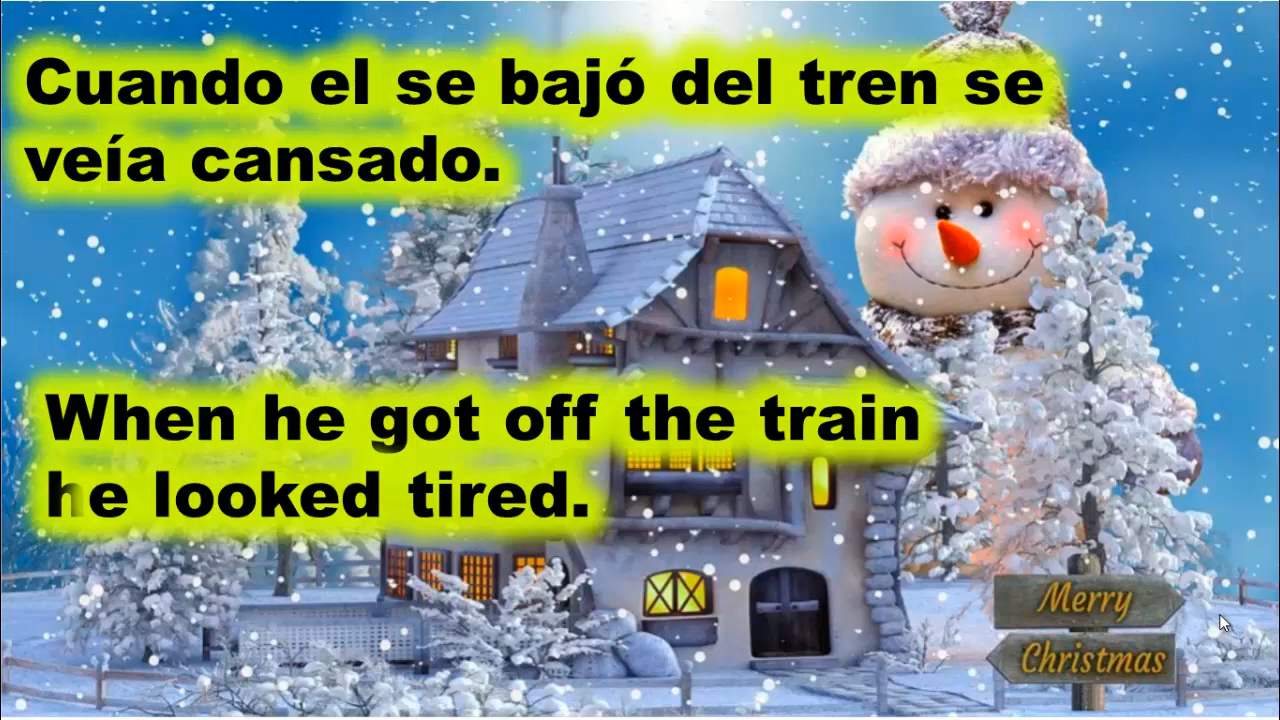 Cuando el se bajó del tren se
veía cansado.
When he got off the train
he looked tired.
Merry
Christmas